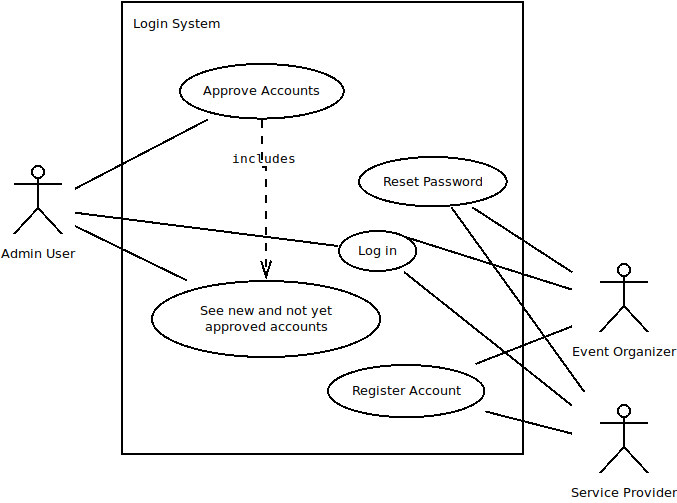 Login System
Approve Accounts
includes
Reset Password
Admin User
Log in
See new and not yet
approved accounts
Event Organizer
Register Account
Service Provider